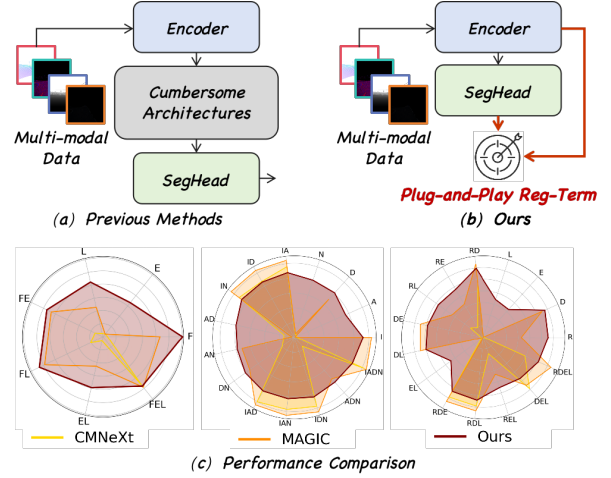 Encoder
Cumbersome
Architectures
SegHead
Multi-modal
Data
(a) Previous Methods
Encoder
SegHead
Multi-modal
Data
Plug-and-Play Reg-Term
(b) Ours
L
E
F
FEL
EL
FL
FE
IA
N
D
A
I
IADN
ADN
IDN
IAN
IAD
DN
AN
AD
IN
ID
RD
L
E
D
R
RDEL
DEL
REL
RDL
RDE
EL
DL
DE
RL
RE
CMNeXt
MAGIC
Ours
(c) Performance Comparison